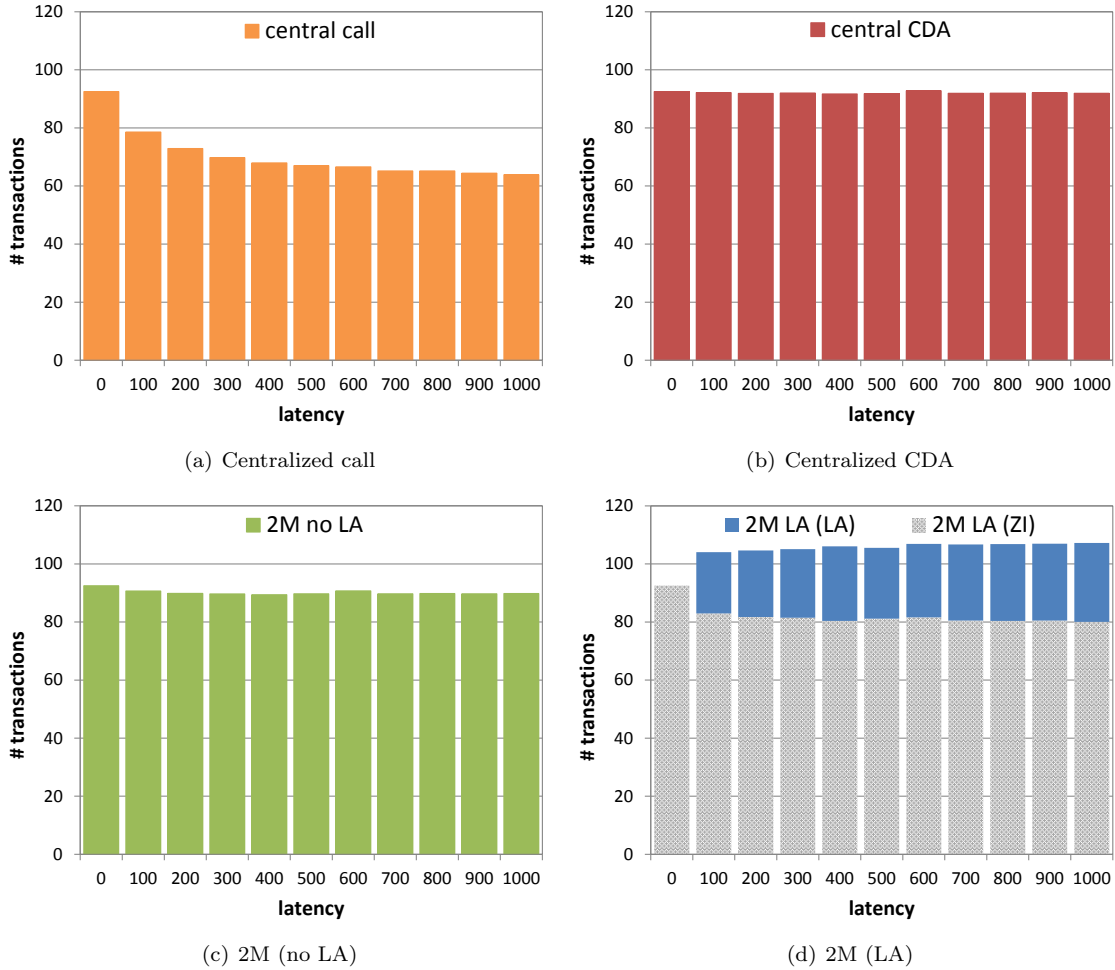 central call
120
100
80
60
40
20
0
# transactions
0 100 200 300 400 500 600 700 800 900 1000
latency
(a) Centralized call
central CDA
120
100
80
60
40
20
0
# transactions
0 100 200 300 400 500 600 700 800 900 1000
latency
(b) Centralized CDA
2M no LA
120
100
80
60
40
20
0
# transactions
0 100 200 300 400 500 600 700 800 900 1000
latency
(c) 2M (no LA)
2M LA (LA) 2M LA (ZI)
120
100
80
60
40
20
0
# transactions
0 100 200 300 400 500 600 700 800 900 1000
latency
(d) 2M (LA)